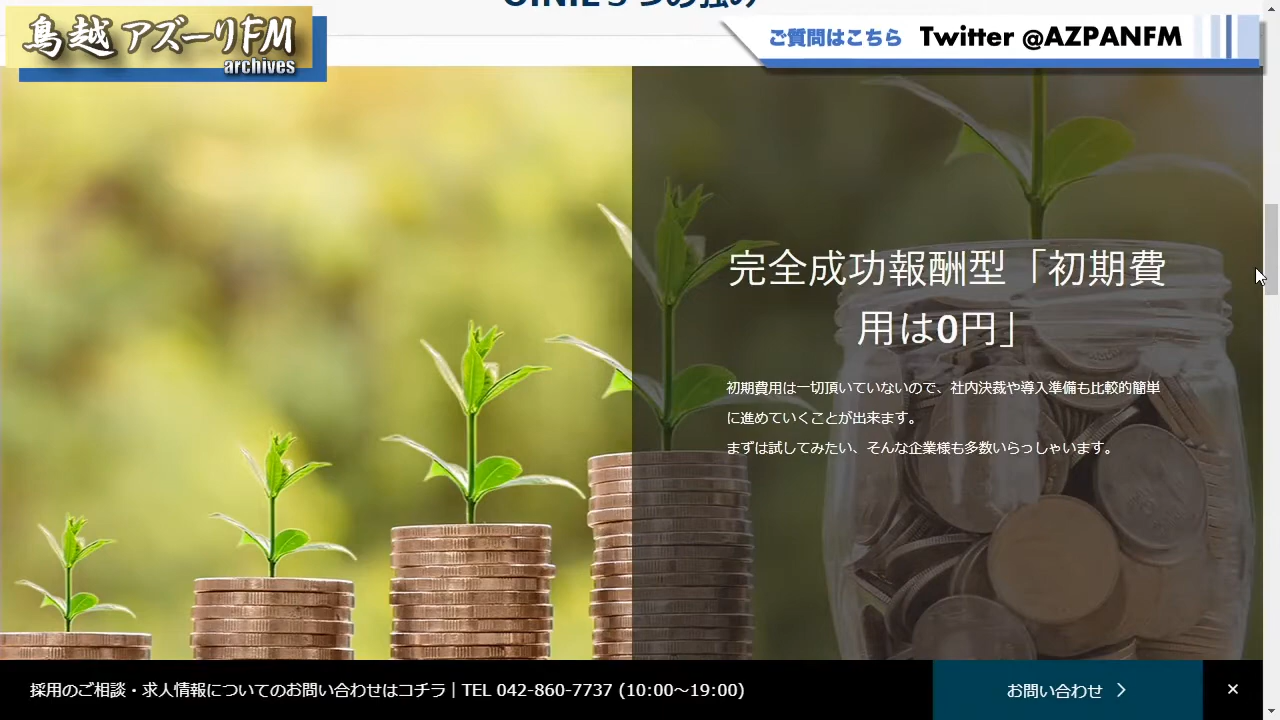 鳥越アズーリFM
archives
ご質問はこちら Twitter @AZPANFM
完全成功報酬型「初期費
用は0円」
初期費用は一切頂いていないので、社内決裁や導入準備も比較的簡単
に進めていくことが出来ます。
まずは試してみたい、そんな企業様も多数いらっしゃいます。
採用のご相談・求人情報についてのお問い合わせはコチラ | TEL 042-860-7737 (10:00～19:00)
お問い合わせ